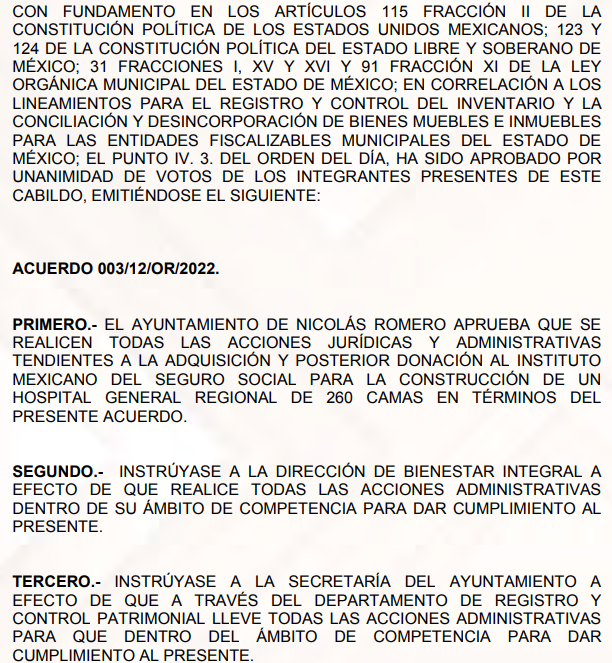 CON FUNDAMENTO EN LOS ARTÍCULOS 115 FRACCIÓN II DE LA
CONSTITUCIÓN POLÍTICA DE LOS ESTADOS UNIDOS MEXICANOS; 123 Y
124 DE LA CONSTITUCIÓN POLÍTICA DEL ESTADO LIBRE Y SOBERANO DE
MÉXICO; 31 FRACCIONES I, XV Y XVI Y 91 FRACCIÓN XI DE LA LEY
ORGÁNICA MUNICIPAL DEL ESTADO DE MÉXICO; EN CORRELACIÓN A LOS
LINEAMIENTOS PARA EL REGISTRO Y CONTROL DEL INVENTARIO Y LA
CONCILIACIÓN Y DESINCORPORACIÓN DE BIENES MUEBLES E INMUEBLES
PARA LAS ENTIDADES FISCALIZABLES MUNICIPALES DEL ESTADO DE
MÉXICO; EL PUNTO IV. 3. DEL ORDEN DEL DÍA, HA SIDO APROBADO POR
UNANIMIDAD DE VOTOS DE LOS INTEGRANTES PRESENTES DE ESTE
CABILDO, EMITIÉNDOSE EL SIGUIENTE:
ACUERDO 003/12/OR/2022.
PRIMERO.- EL AYUNTAMIENTO DE NICOLÁS ROMERO APRUEBA QUE SE
REALICEN TODAS LAS ACCIONES JURÍDICAS Y ADMINISTRATIVAS
TENDIENTES A LA ADQUISICIÓN Y POSTERIOR DONACIÓN AL INSTITUTO
MEXICANO DEL SEGURO SOCIAL PARA LA CONSTRUCCIÓN DE UN
HOSPITAL GENERAL REGIONAL DE 260 CAMAS EN TÉRMINOS DEL
PRESENTE ACUERDO.
SEGUNDO.- INSTRÚYASE A LA DIRECCIÓN DE BIENESTAR INTEGRAL A
EFECTO DE QUE REALICE TODAS LAS ACCIONES ADMINISTRATIVAS
DENTRO DE SU ÁMBITO DE COMPETENCIA PARA DAR CUMPLIMIENTO AL
PRESENTE.
TERCERO.- INSTRÚYASE A LA SECRETARÍA DEL AYUNTAMIENTO A
EFECTO DE QUE A TRAVÉS DEL DEPARTAMENTO DE REGISTRO Y
CONTROL PATRIMONIAL LLEVE TODAS LAS ACCIONES ADMINISTRATIVAS
PARA QUE DENTRO DEL ÁMBITO DE COMPETENCIA PARA DAR
CUMPLIMIENTO AL PRESENTE.